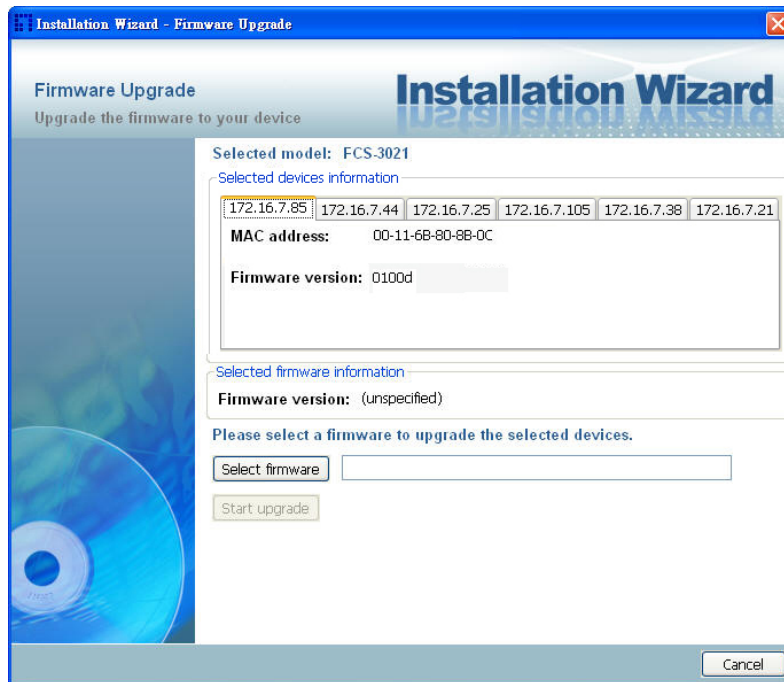 Installation Wizard - Firmware Upgrade
Firmware Upgrade
Installation Wizard
Upgrade the firmware to your device
Selected model: FCS-3021
Selected devices information
172.16.7.85 172.16.7.44 172.16.7.25 172.16.7.105 172.16.7.38 172.16.7.21
MAC address: 00-11-6B-80-8B-0C
Firmware version: 0100d
Selected firmware information
Firmware version: (unspecified)
Please select a firmware to upgrade the selected devices.
Select firmware
Start upgrade
Cancel